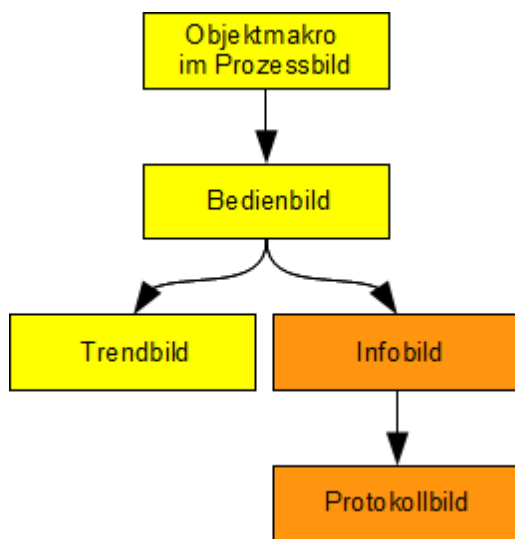 Objektmakro
im Prozessbild
Bedienbild
Trendbild
Infobild
Protokollbild